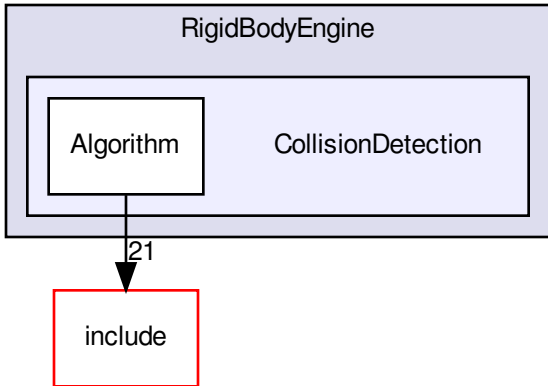 RigidBodyEngine
Algorithm
CollisionDetection
21
include